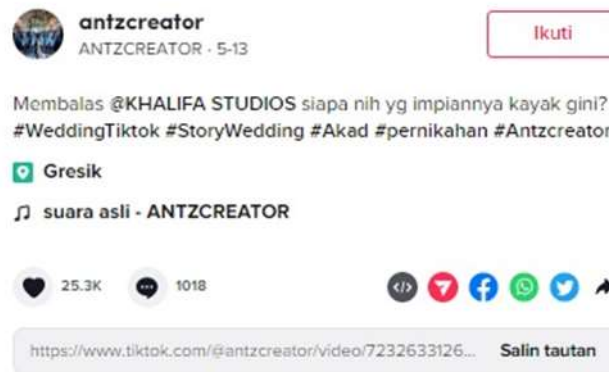 antzcreator
ANTZCREATOR · 5-13
Ikuti
Membalas @KHALIFA STUDIOS siapa nih yg impiannya kayak gini?
#WeddingTiktok #StoryWedding #Akad #pernikahan #Antzcreator
Gresik
suara asli - ANTZCREATOR
25.3K 1018
https://www.tiktok.com/@antzcreator/video/7232633126... Salin tautan